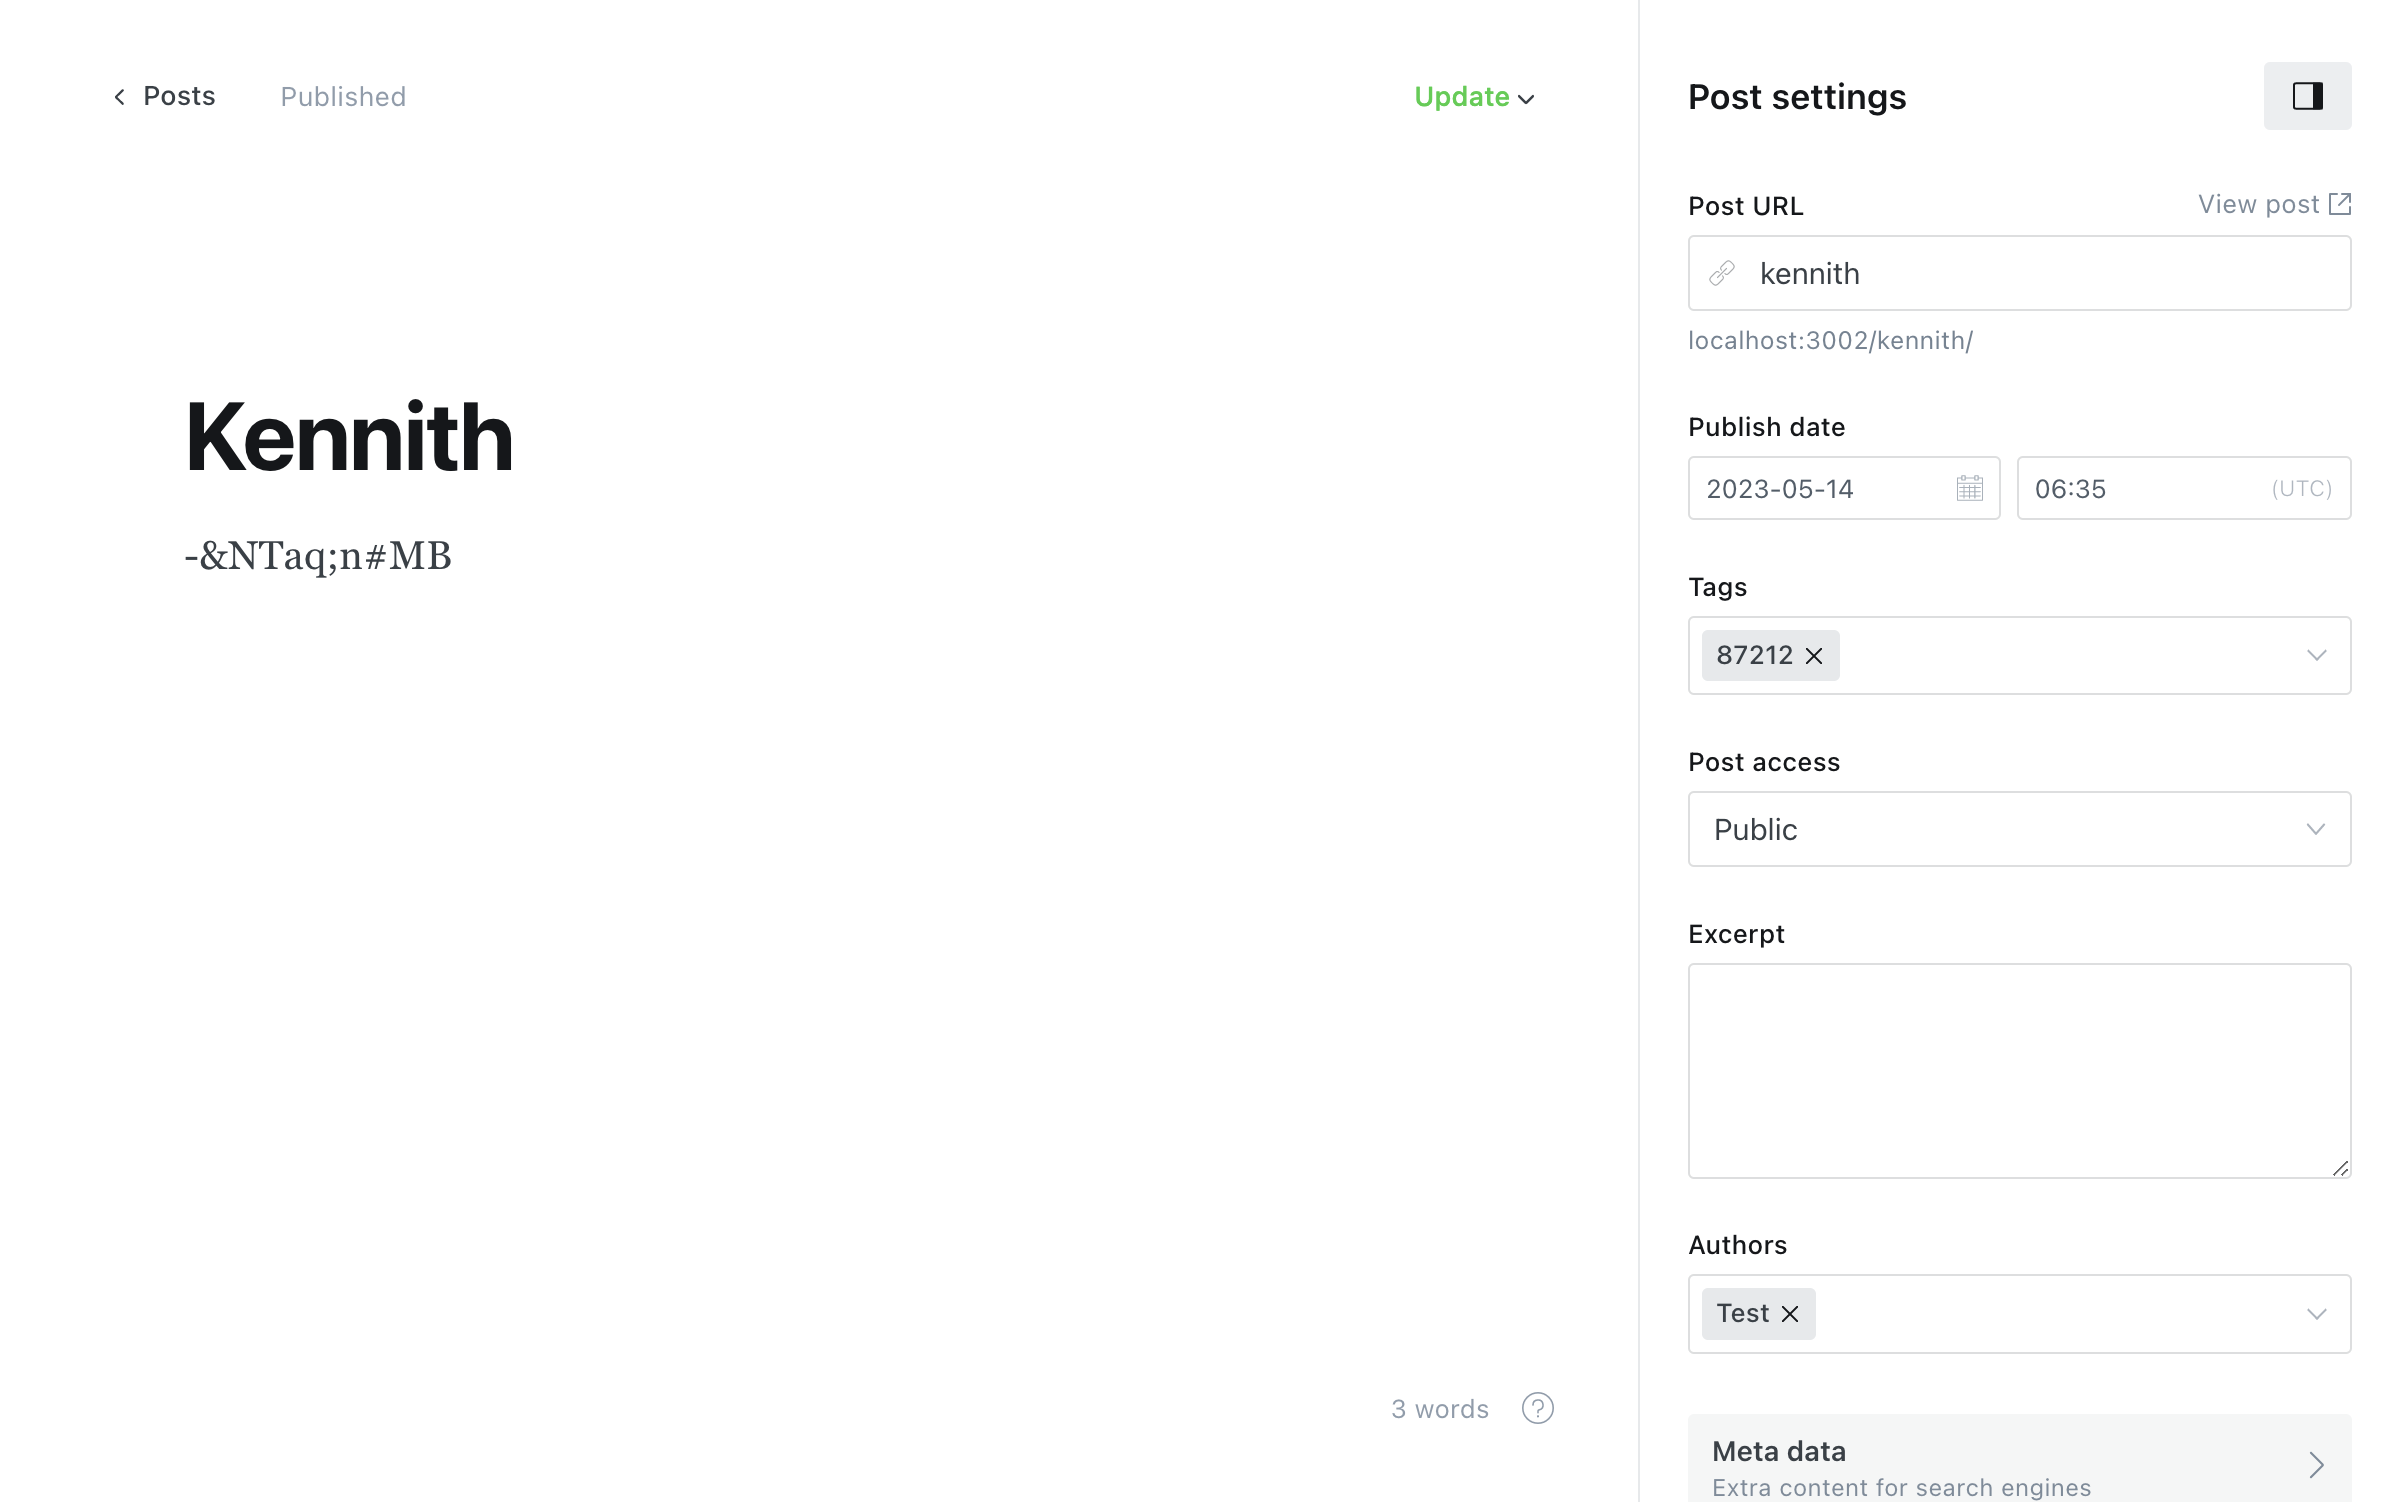 Posts
Published
Update
Kennith
-&NTaq;n#MB
3 words
?
Post settings
Post URL
View post
kennith
localhost:3002/kennith/
Publish date
2023-05-14
06:35
(UTC)
Tags
87212
Post access
Public
Excerpt
Authors
Test
Meta data
Extra content for search engines